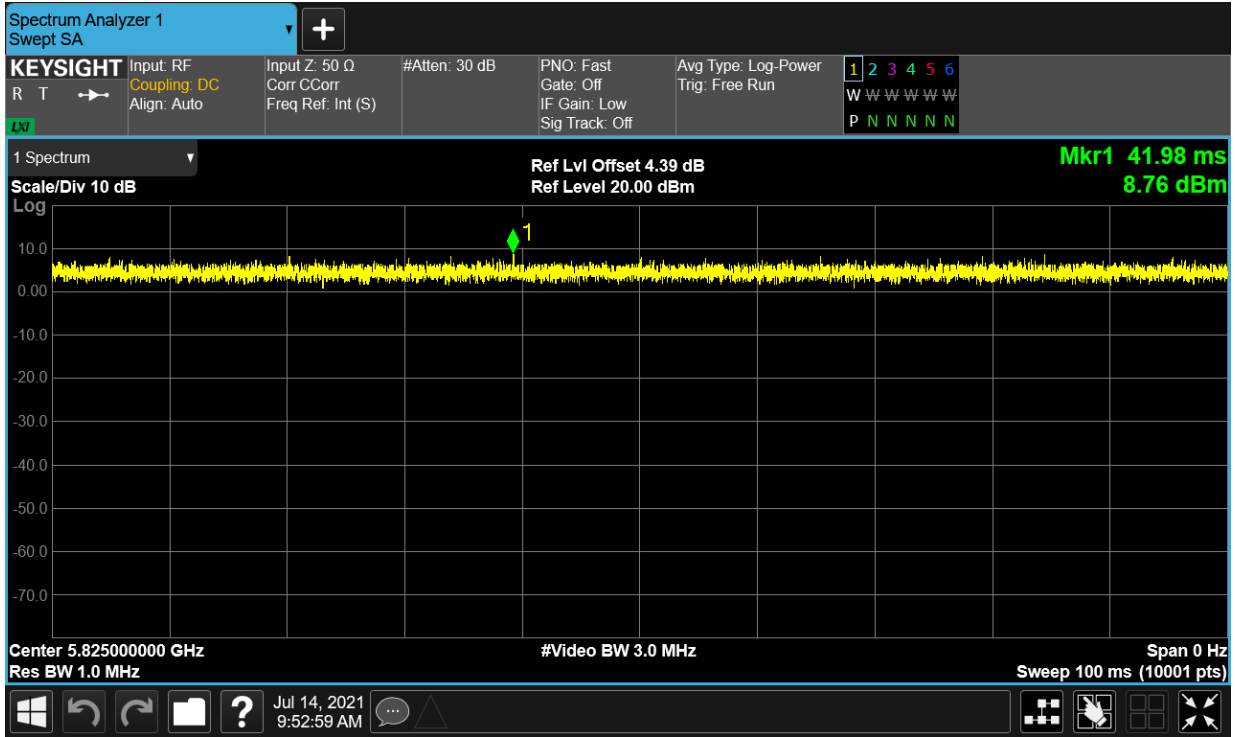 Spectrum Analyzer 1
Swept SA
▼
+
KEYSIGHT
R T
LXI
Input: RF
Coupling: DC
Align: Auto
Input Z: 50 Ω
Corr CCorr
Freq Ref: Int (S)
#Atten: 30 dB
PNO: Fast
Gate: Off
IF Gain: Low
Sig Track: Off
Avg Type: Log-Power
Trig: Free Run
1 2 3 4 5 6
W W W W W W
P N N N N N
1 Spectrum ▼
Scale/Div 10 dB
Log
Ref Lvl Offset 4.39 dB
Ref Level 20.00 dBm
Mkr1 41.98 ms
8.76 dBm
1
10.0
0.00
-10.0
-20.0
-30.0
-40.0
-50.0
-60.0
-70.0
Center 5.825000000 GHz
Res BW 1.0 MHz
#Video BW 3.0 MHz
Span 0 Hz
Sweep 100 ms (10001 pts)
?
Jul 14, 2021
9:52:59 AM